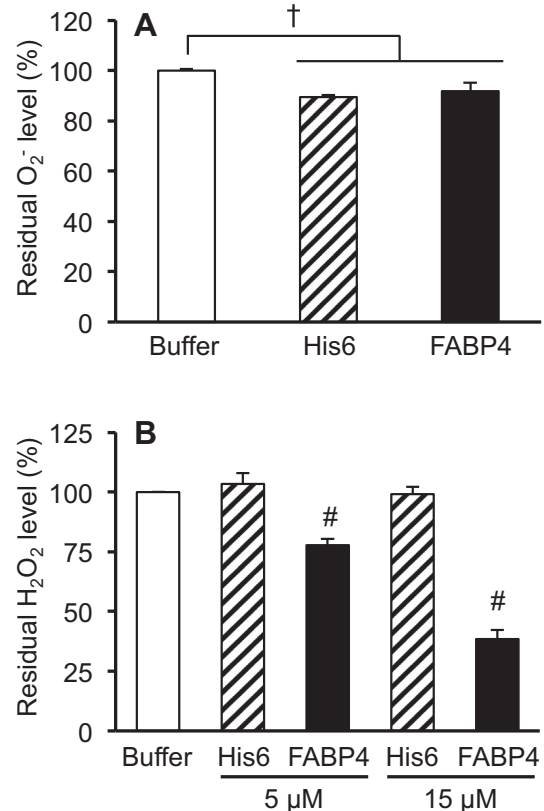 A
†
Residual O₂⁻ level (%)
120
100
80
60
40
20
0
Buffer His6 FABP4
B
Residual H₂O₂ level (%)
125
100
75
50
25
0
#
#
Buffer His6 FABP4 His6 FABP4
5 µM 15 µM